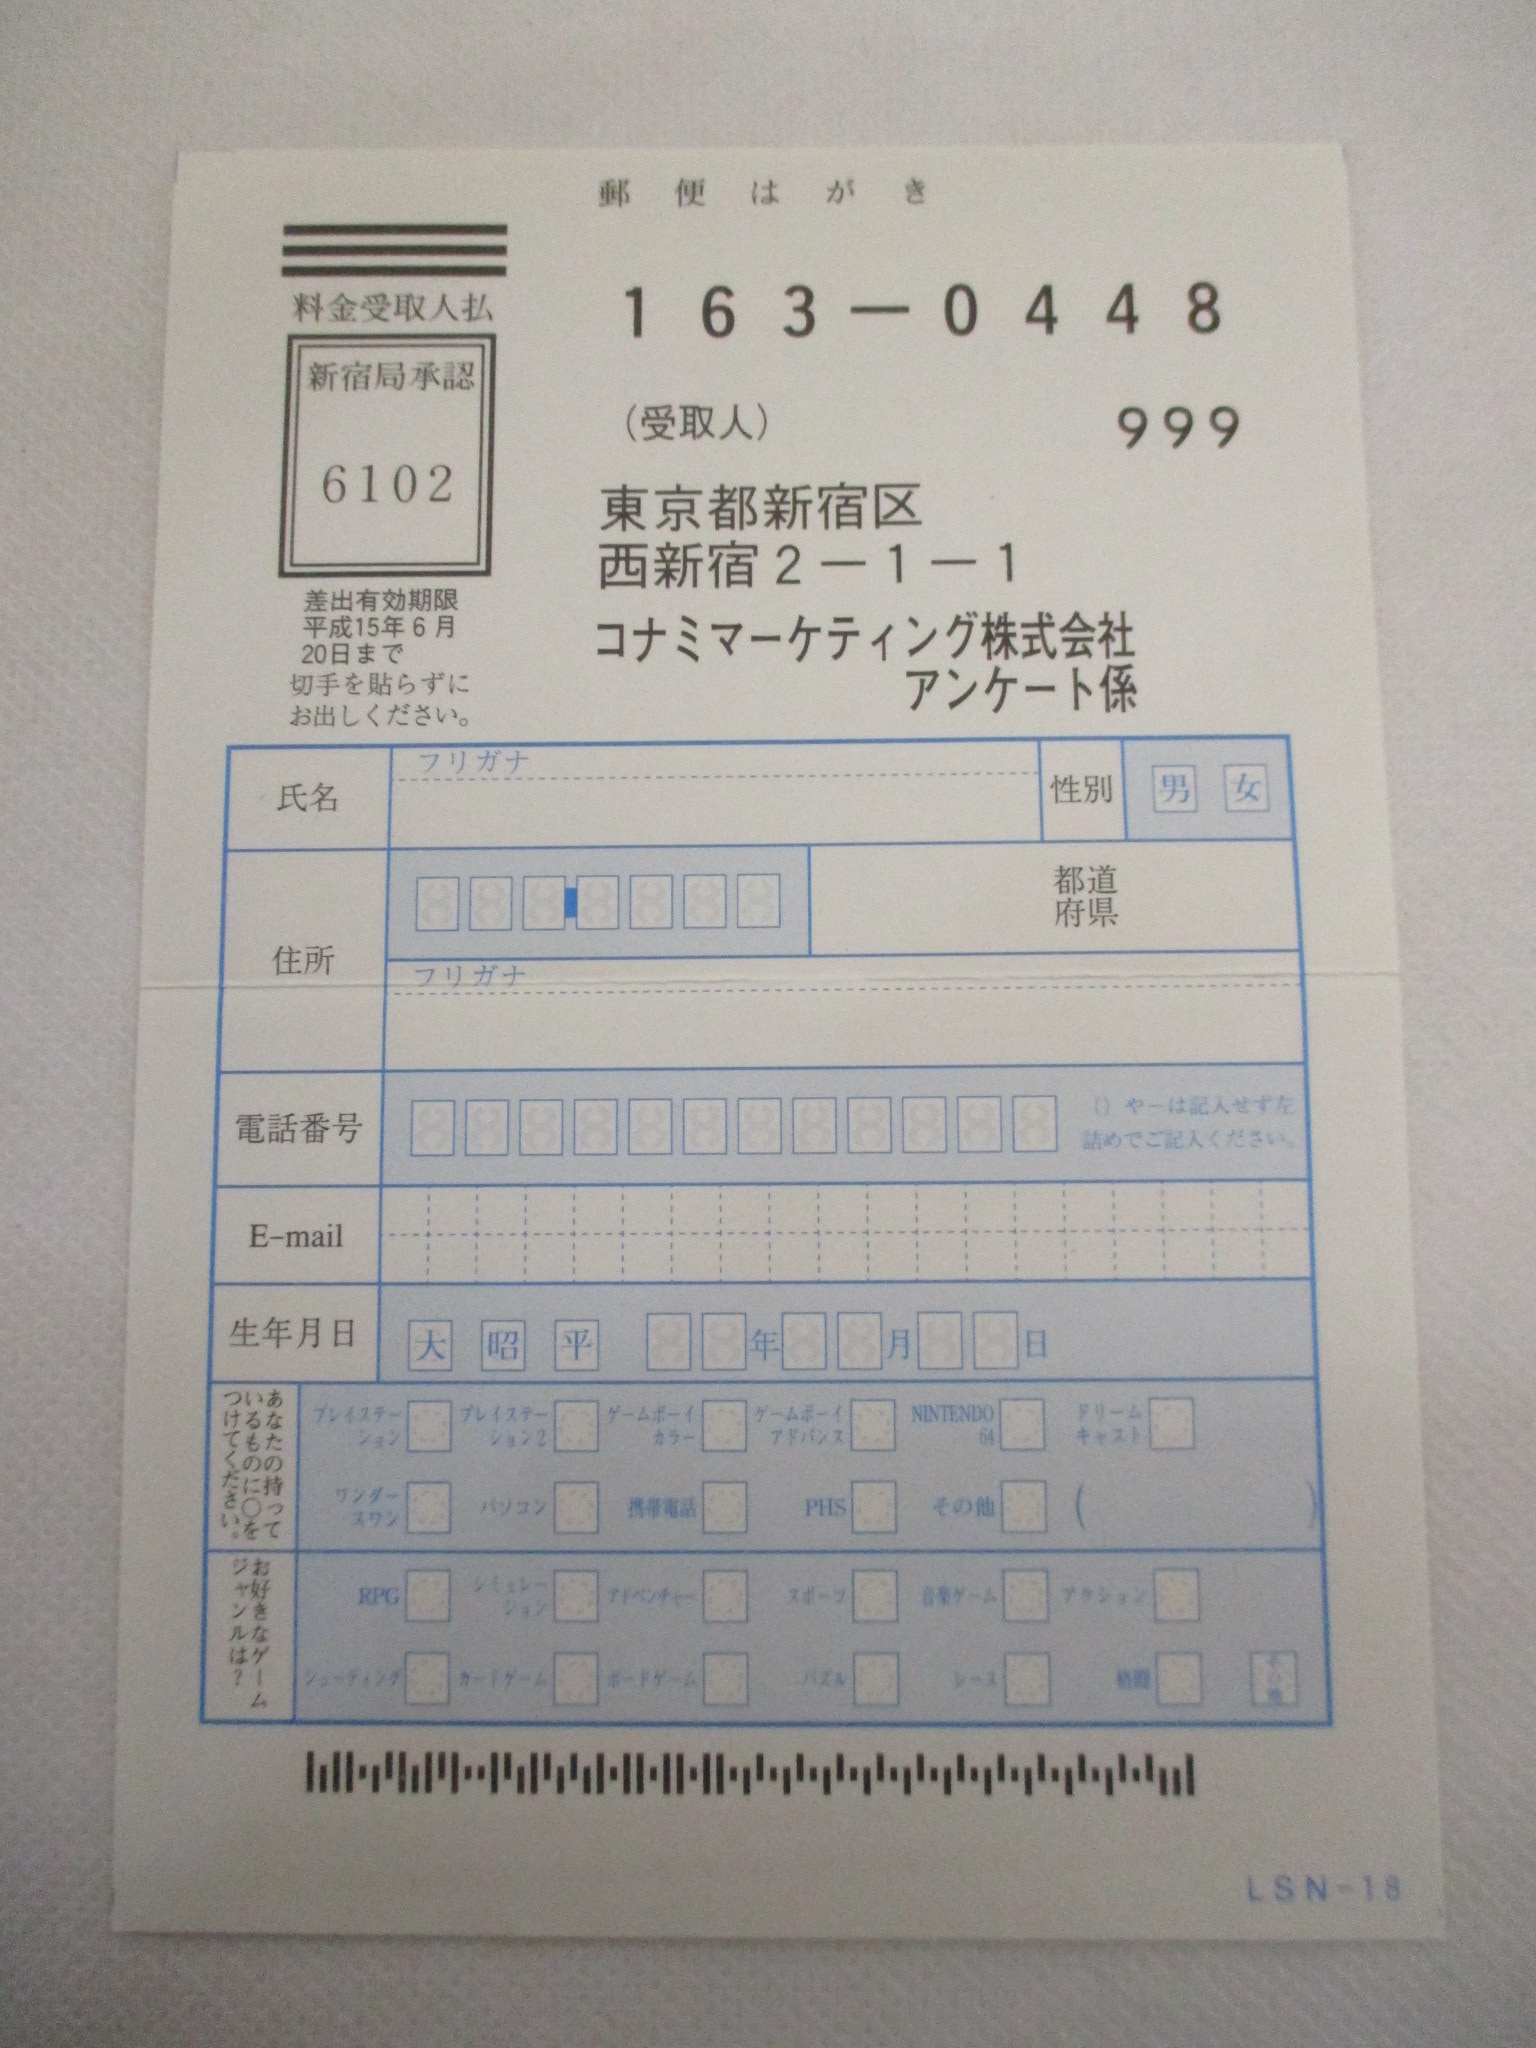 郵便はがき
料金受取人払
新宿局承認
6102
差出有効期限
平成15年6月
20日まで
切手を貼らずに
お出しください。
163-0448
(受取人) 999
東京都新宿区
西新宿2-1-1
コナミマーケティング株式会社
アンケート係
氏名 フリガナ 性別 男 女
住所
都道
府県
フリガナ
電話番号
()や-は記入せず左
詰めでご記入ください。
E-mail
生年月日 大 昭 平 年 月 日
あなたの持って
いるものに○を
つけてください。
プレイステー
ション
プレイステー
ション2
ゲームボーイ
カラー
ゲームボーイ
アドバンス
NINTENDO
64
ドリーム
キャスト
ワンダー
スワン
パソコン 携帯電話 PHS その他 ( )
お好きなゲーム
ジャンルは?
RPG
シミュレー
ション
アドベンチャー スポーツ 音楽ゲーム アクション
シューティング カードゲーム ボードゲーム パズル レース 格闘 その他
LSN-18